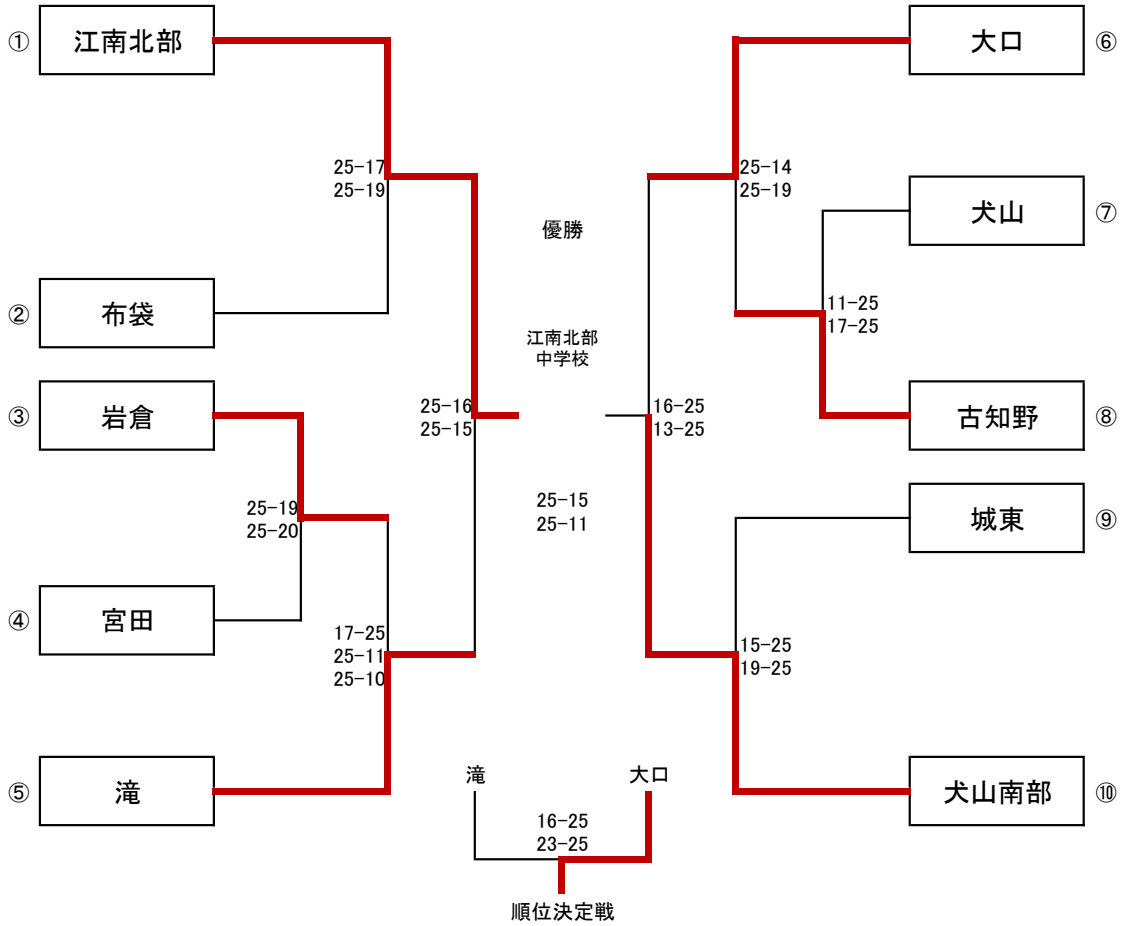 ① 江南北部
25-17
25-19
② 布袋
③ 岩倉
25-19
25-20
④ 宮田
17-25
25-11
25-10
⑤ 滝
25-16
25-15
優勝
江南北部
中学校
25-15
25-11
大口 ⑥
25-14
25-19
犬山 ⑦
11-25
17-25
古知野 ⑧
16-25
13-25
城東 ⑨
15-25
19-25
犬山南部 ⑩
滝 大口
16-25
23-25
順位決定戦